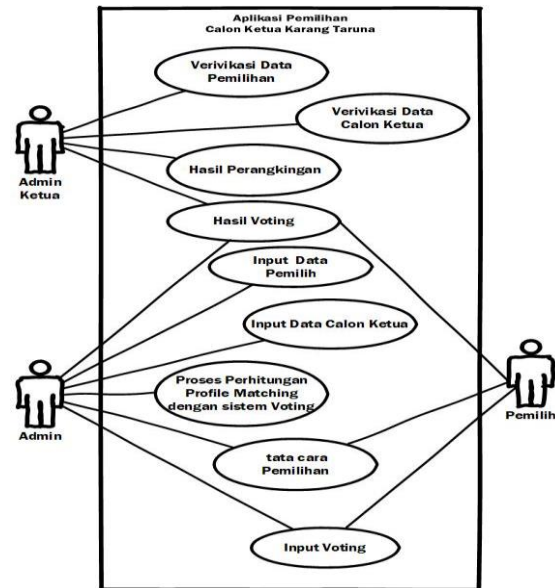 Aplikasi Pemilihan
Calon Ketua Karang Taruna
Verivikasi Data
Pemilihan
Verivikasi Data
Calon Ketua
Admin
Ketua
Hasil Perangkingan
Hasil Voting
Input Data
Pemilih
Input Data Calon Ketua
Proses Perhitungan
Profile Matching
dengan sistem Voting
Admin
Pemilih
tata cara
Pemilihan
Input Voting